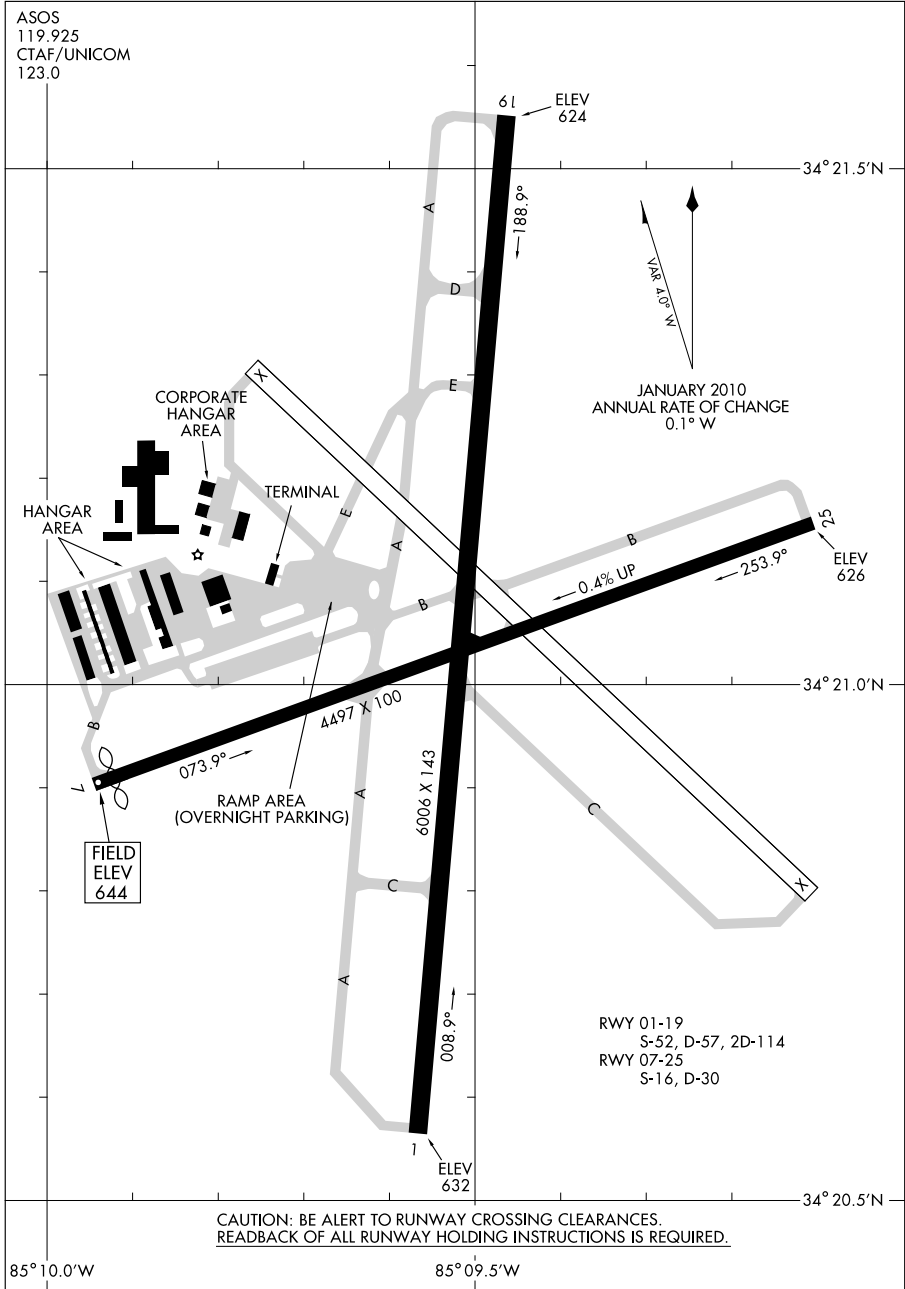 ASOS
119.925
CTAF/UNICOM
123.0
19
ELEV
624
34°21.5'N
A
188.9°
D
VAR 4.0° W
X
E
JANUARY 2010
ANNUAL RATE OF CHANGE
0.1° W
CORPORATE
HANGAR
AREA
TERMINAL
HANGAR
AREA
E
A
B
25
ELEV
626
253.9°
0.4% UP
B
34°21.0'N
4497 X 100
B
073.9°
7
RAMP AREA
(OVERNIGHT PARKING)
A
6006 X 143
C
FIELD
ELEV
644
C
X
A
008.9°
RWY 01-19
S-52, D-57, 2D-114
RWY 07-25
S-16, D-30
1
ELEV
632
34°20.5'N
CAUTION: BE ALERT TO RUNWAY CROSSING CLEARANCES.
READBACK OF ALL RUNWAY HOLDING INSTRUCTIONS IS REQUIRED.
85°10.0'W
85°09.5'W